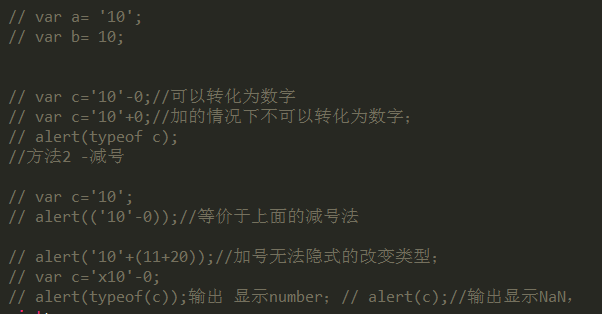 // var a= '10';
// var b= 10;
// var c='10'-0;//可以转化为数字
// var c='10'+0;//加的情况下不可以转化为数字;
// alert(typeof c);
//方法2 -减号
// var c='10';
// alert(('10'-0));//等价于上面的减号法
// alert('10'+(11+20));//加号无法隐式的改变类型;
// var c='x10'-0;
// alert(typeof(c));输出 显示number; // alert(c);//输出显示NaN,